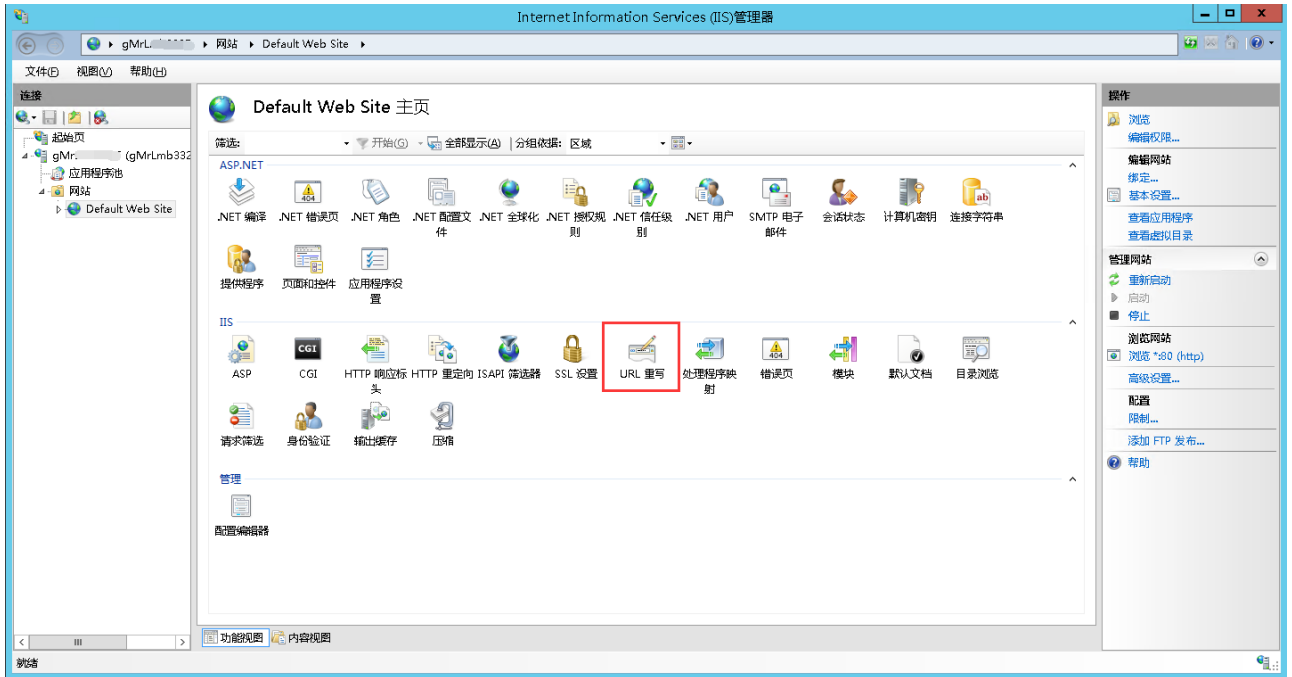 Internet Information Services (IIS)管理器
gMrL
网站
Default Web Site
文件(F) 视图(V) 帮助(H)
连接
起始页
gMr. (gMrLmb332
应用程序池
网站
Default Web Site
Default Web Site 主页
筛选: 开始(G) 全部显示(A) 分组依据: 区域
ASP.NET
.NET 编译
.NET 错误页
.NET 角色
.NET 配置文
件
.NET 全球化
.NET 授权规
则
.NET 信任级
别
.NET 用户
SMTP 电子
邮件
会话状态
计算机密钥
连接字符串
提供程序
页面和控件
应用程序设
置
IIS
ASP
CGI
CGI
HTTP 响应标
头
HTTP 重定向
ISAPI 筛选器
SSL 设置
URL 重写
处理程序映
射
404
错误页
模块
默认文档
目录浏览
请求筛选
身份验证
输出缓存
压缩
管理
配置编辑器
功能视图
内容视图
就绪
操作
浏览
编辑权限...
编辑网站
绑定...
基本设置...
查看应用程序
查看虚拟目录
管理网站
重新启动
启动
停止
浏览网站
浏览 *:80 (http)
高级设置...
配置
限制...
添加 FTP 发布...
帮助